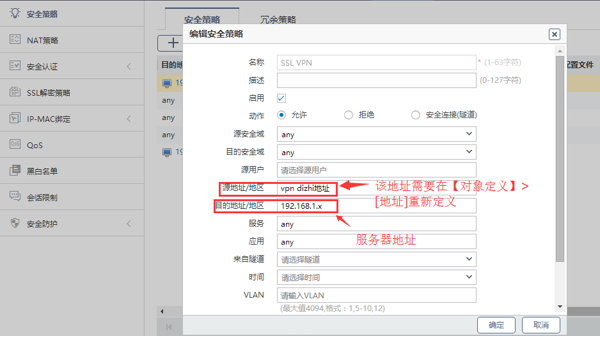 安全策略
NAT策略
安全认证
SSL解密策略
IP-MAC绑定
QoS
黑白名单
会话限制
安全防护
安全策略 冗余策略
目的地
配置文件
19
any
any
any
19
编辑安全策略
名称 SSL VPN * (1-63字符)
描述 (0-127字符)
启用
动作 允许 拒绝 安全连接(隧道)
源安全域 any
目的安全域 any
源用户 请选择源用户
源地址/地区 vpn dizhi地址
该地址需要在【对象定义】>
[地址]重新定义
目的地址/地区 192.168.1.x
服务 any
服务器地址
应用 any
来自隧道 请选择隧道
时间 请选择时间
VLAN 请输入VLAN
(最大值4094,格式：1,5-10,12)
确定 取消